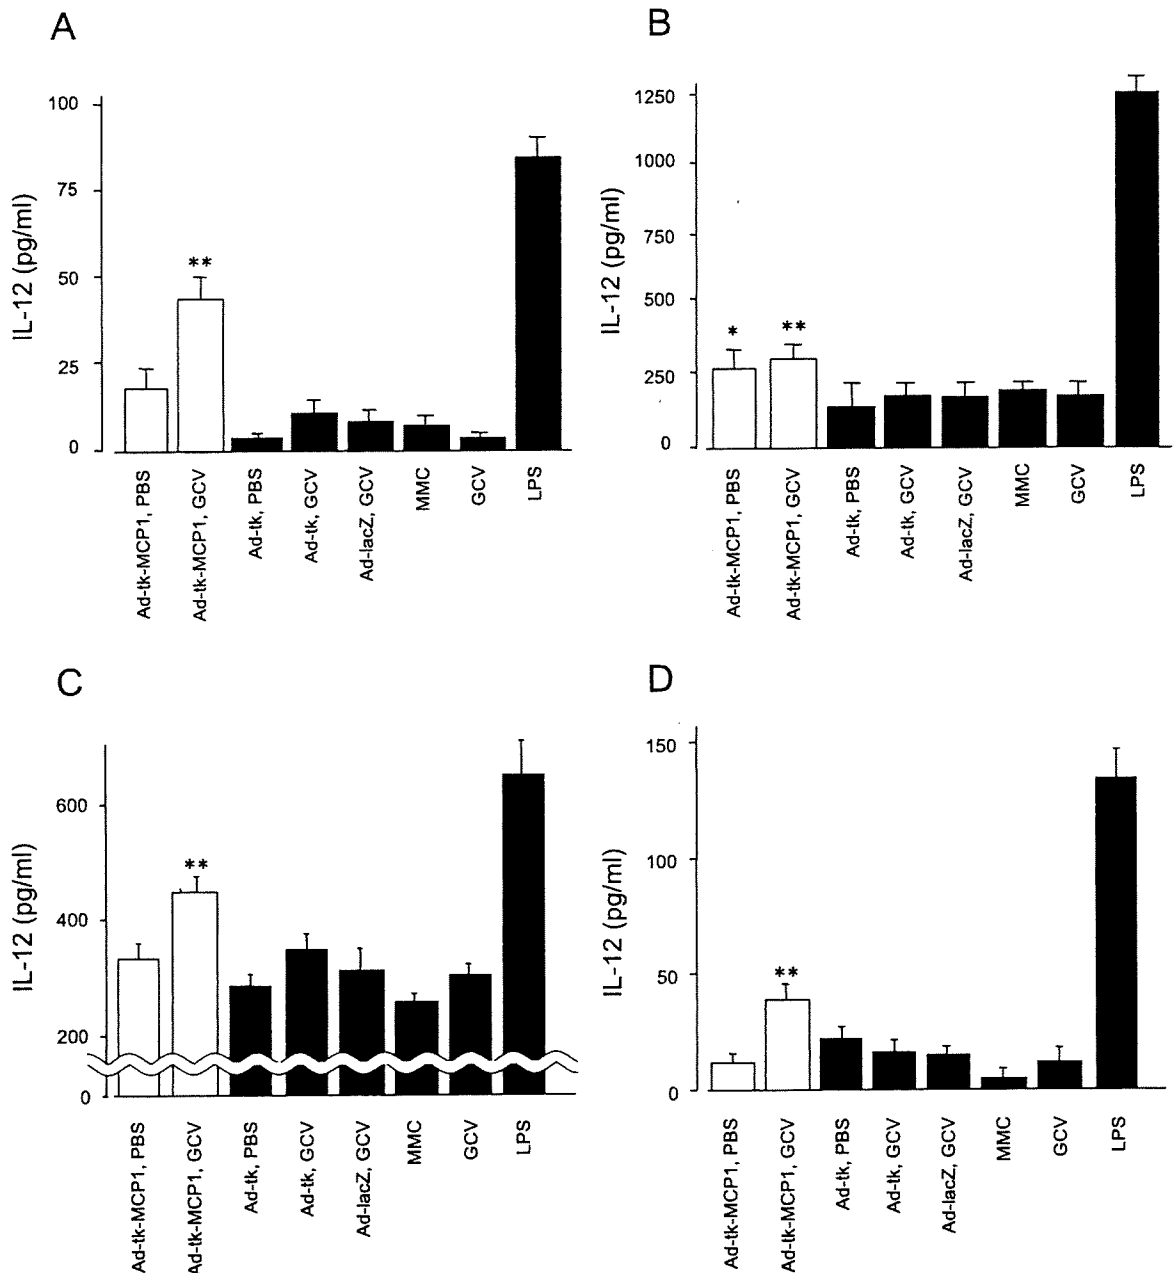 A
IL-12 (pg/ml)
100
75
50
25
0
**
Ad-tk-MCP1, PBS
Ad-tk-MCP1, GCV
Ad-tk, PBS
Ad-tk, GCV
Ad-lacZ, GCV
MMC
GCV
LPS
B
IL-12 (pg/ml)
1250
1000
750
500
250
0
*
**
Ad-tk-MCP1, PBS
Ad-tk-MCP1, GCV
Ad-tk, PBS
Ad-tk, GCV
Ad-lacZ, GCV
MMC
GCV
LPS
C
IL-12 (pg/ml)
600
400
200
0
**
Ad-tk-MCP1, PBS
Ad-tk-MCP1, GCV
Ad-tk, PBS
Ad-tk, GCV
Ad-lacZ, GCV
MMC
GCV
LPS
D
IL-12 (pg/ml)
150
100
50
0
**
Ad-tk-MCP1, PBS
Ad-tk-MCP1, GCV
Ad-tk, PBS
Ad-tk, GCV
Ad-lacZ, GCV
MMC
GCV
LPS